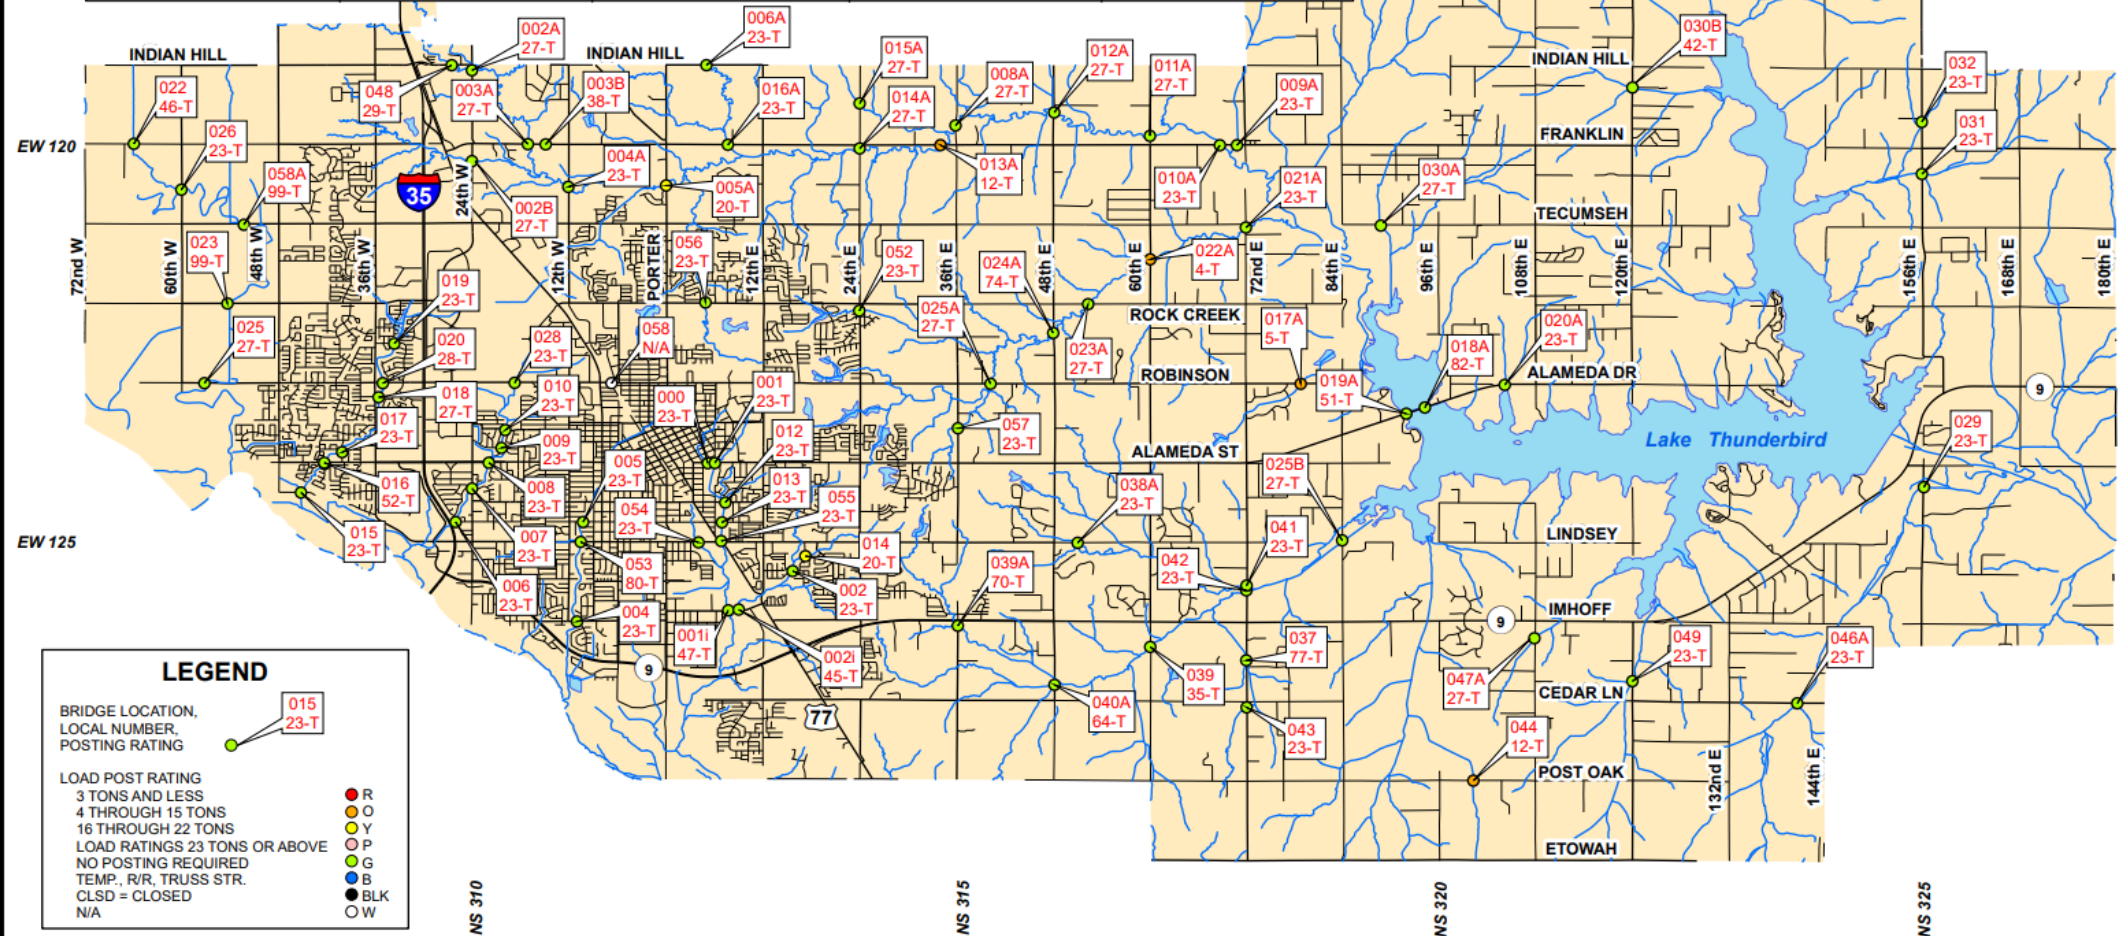 INDIAN HILL
INDIAN HILL
INDIAN HILL
002A
27-T
006A
23-T
015A
27-T
012A
27-T
030B
42-T
022
46-T
048
29-T
003A
27-T
003B
38-T
016A
23-T
014A
27-T
008A
27-T
011A
27-T
009A
23-T
032
23-T
EW 120
026
23-T
FRANKLIN
031
23-T
058A
99-T
35
24th W
004A
23-T
005A
20-T
013A
12-T
010A
23-T
021A
23-T
030A
27-T
002B
27-T
TECUMSEH
72nd W
60th W
023
99-T
48th W
36th W
12th W
PORTER
056
23-T
12th E
24th E
052
23-T
36th E
024A
74-T
48th E
60th E
022A
4-T
72nd E
84th E
96th E
108th E
120th E
156th E
168th E
180th E
019
23-T
025A
27-T
ROCK CREEK
017A
5-T
020A
23-T
025
27-T
020
28-T
028
23-T
058
N/A
023A
27-T
018A
82-T
ROBINSON
019A
51-T
ALAMEDA DR
9
018
27-T
010
23-T
000
23-T
001
23-T
017
23-T
009
23-T
012
23-T
057
23-T
ALAMEDA ST
Lake Thunderbird
029
23-T
016
52-T
008
23-T
005
23-T
013
23-T
055
23-T
038A
23-T
025B
27-T
054
23-T
EW 125
015
23-T
007
23-T
014
20-T
041
23-T
LINDSEY
006
23-T
053
80-T
002
23-T
039A
70-T
042
23-T
004
23-T
001i
47-T
002i
45-T
9
9
IMHOFF
037
77-T
049
23-T
046A
23-T
039
35-T
047A
27-T
CEDAR LN
040A
64-T
77
043
23-T
044
12-T
POST OAK
132nd E
144th E
ETOWAH
LEGEND
BRIDGE LOCATION,
LOCAL NUMBER,
POSTING RATING
015
23-T
LOAD POST RATING
3 TONS AND LESS R
4 THROUGH 15 TONS O
16 THROUGH 22 TONS Y
LOAD RATINGS 23 TONS OR ABOVE P
NO POSTING REQUIRED G
TEMP., R/R, TRUSS STR. B
CLSD = CLOSED BLK
N/A W
NS 310
NS 315
NS 320
NS 325